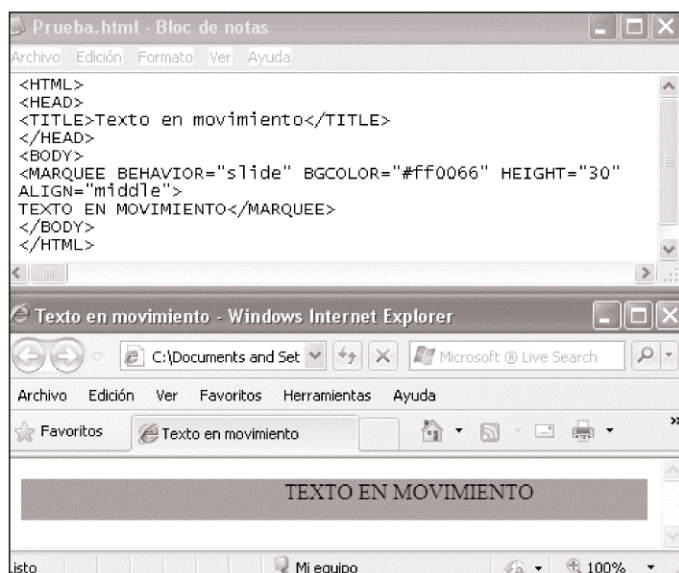 Prueba.html - Bloc de notas
Archivo Edición Formato Ver Ayuda
<HTML>
<HEAD>
<TITLE>Texto en movimiento</TITLE>
</HEAD>
<BODY>
<MARQUEE BEHAVIOR="slide" BGCOLOR="#ff0066" HEIGHT="30"
ALIGN="middle">
TEXTO EN MOVIMIENTO</MARQUEE>
</BODY>
</HTML>
Texto en movimiento - Windows Internet Explorer
C:\Documents and Set Microsoft ® Live Search
Archivo Edición Ver Favoritos Herramientas Ayuda
Favoritos Texto en movimiento »
TEXTO EN MOVIMIENTO
isto Mi equipo 100%